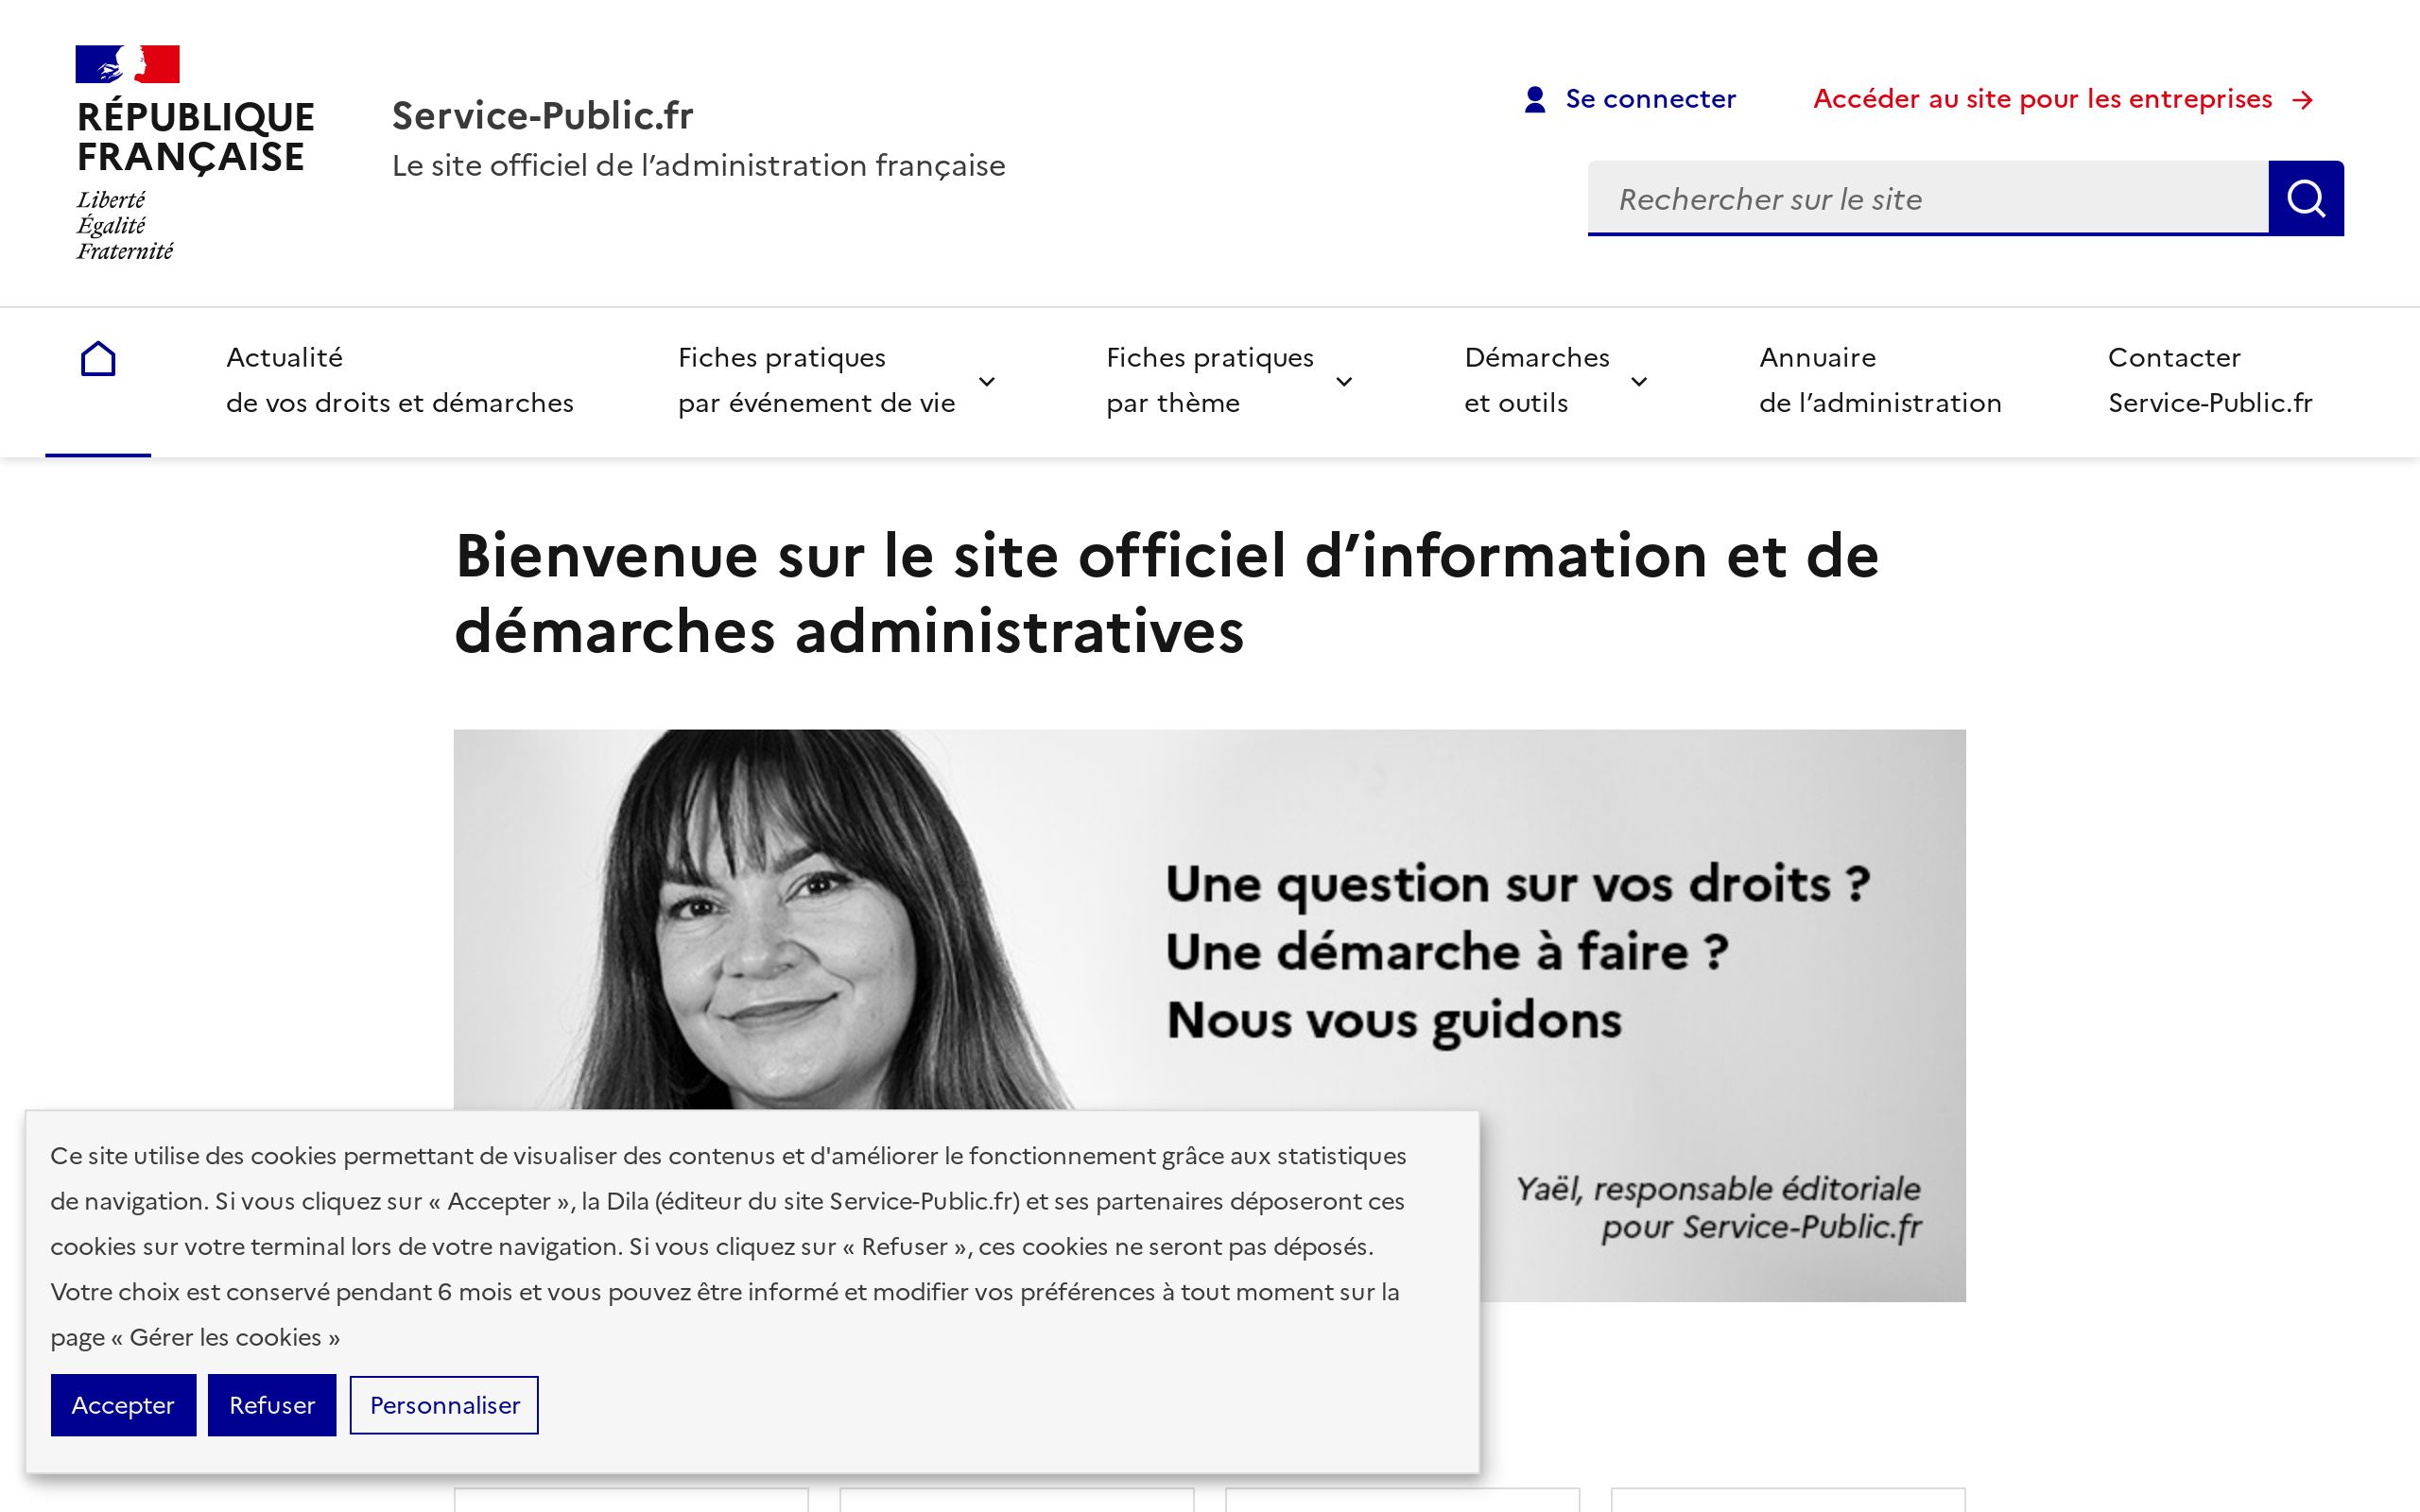 RÉPUBLIQUE
FRANÇAISE
Liberté
Égalité
Fraternité
Service-Public.fr
Le site officiel de l’administration française
Se connecter
Accéder au site pour les entreprises
Rechercher sur le site
Actualité
de vos droits et démarches
Fiches pratiques
par événement de vie
Fiches pratiques
par thème
Démarches
et outils
Annuaire
de l’administration
Contacter
Service-Public.fr
Bienvenue sur le site officiel d’information et de
démarches administratives
Une question sur vos droits ?
Une démarche à faire ?
Nous vous guidons
Yaël, responsable éditoriale
pour Service-Public.fr
Ce site utilise des cookies permettant de visualiser des contenus et d'améliorer le fonctionnement grâce aux statistiques
de navigation. Si vous cliquez sur « Accepter », la Dila (éditeur du site Service-Public.fr) et ses partenaires déposeront ces
cookies sur votre terminal lors de votre navigation. Si vous cliquez sur « Refuser », ces cookies ne seront pas déposés.
Votre choix est conservé pendant 6 mois et vous pouvez être informé et modifier vos préférences à tout moment sur la
page « Gérer les cookies »
Accepter
Refuser
Personnaliser